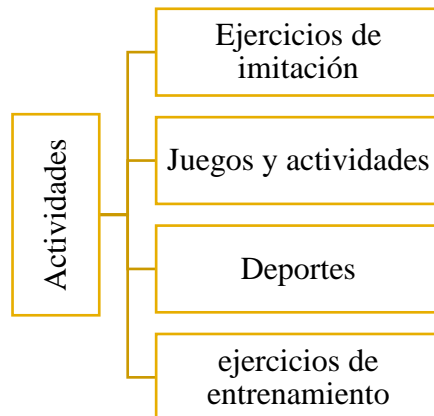 Actividades
Ejercicios de
imitación
Juegos y actividades
Deportes
ejercicios de
entrenamiento